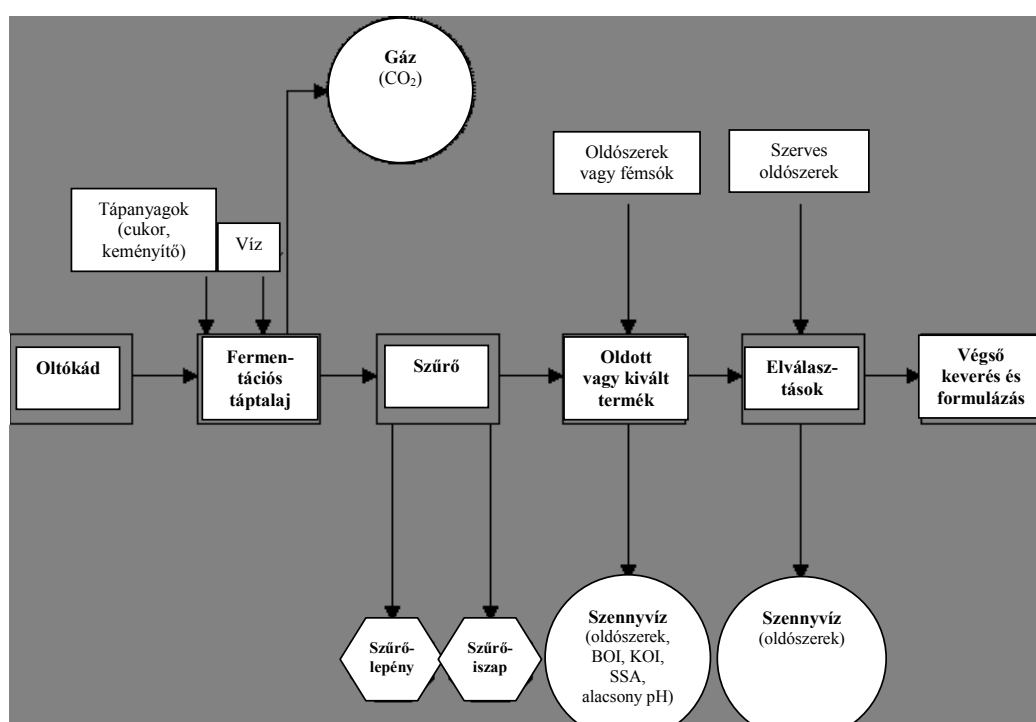 Gáz
(CO₂)
Oldószerek
vagy fémsók
Szerves
oldószerek
Tápanyagok
(cukor,
keményítő)
Víz
Oltókád
Fermen-
tációs
táptalaj
Szűrő
Oldott
vagy kivált
termék
Elválasz-
tások
Végső
keverés és
formulázás
Szűrő-
lepény
Szűrő-
iszap
Szennyvíz
(oldószerek,
BOI, KOI,
SSA,
alacsony pH)
Szennyvíz
(oldószerek)